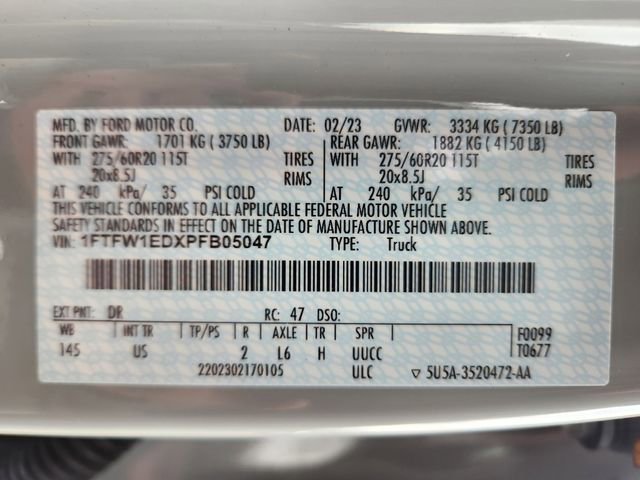 MFD. BY FORD MOTOR CO. DATE: 02/23 GVWR: 3334 KG ( 7350 LB)
FRONT GAWR: 1701 KG ( 3750 LB) REAR GAWR: 1882 KG ( 4150 LB)
WITH 275/60R20 115T TIRES WITH 275/60R20 115T TIRES
20x8.5J RIMS 20x8.5J RIMS
AT 240 kPa/ 35 PSI COLD AT 240 kPa/ 35 PSI COLD
THIS VEHICLE CONFORMS TO ALL APPLICABLE FEDERAL MOTOR VEHICLE
SAFETY STANDARDS IN EFFECT ON THE DATE OF MANUFACTURE SHOWN ABOVE.
VIN: 1FTFW1EDXPFB05047 TYPE: Truck
EXT PNT: DR RC: 47 DSO: F0099
WB INT TR TP/PS R AXLE TR SPR T0677
145 US 2 L6 H UUCC
2202302170105 ULC ▽ 5U5A-3520472-AA